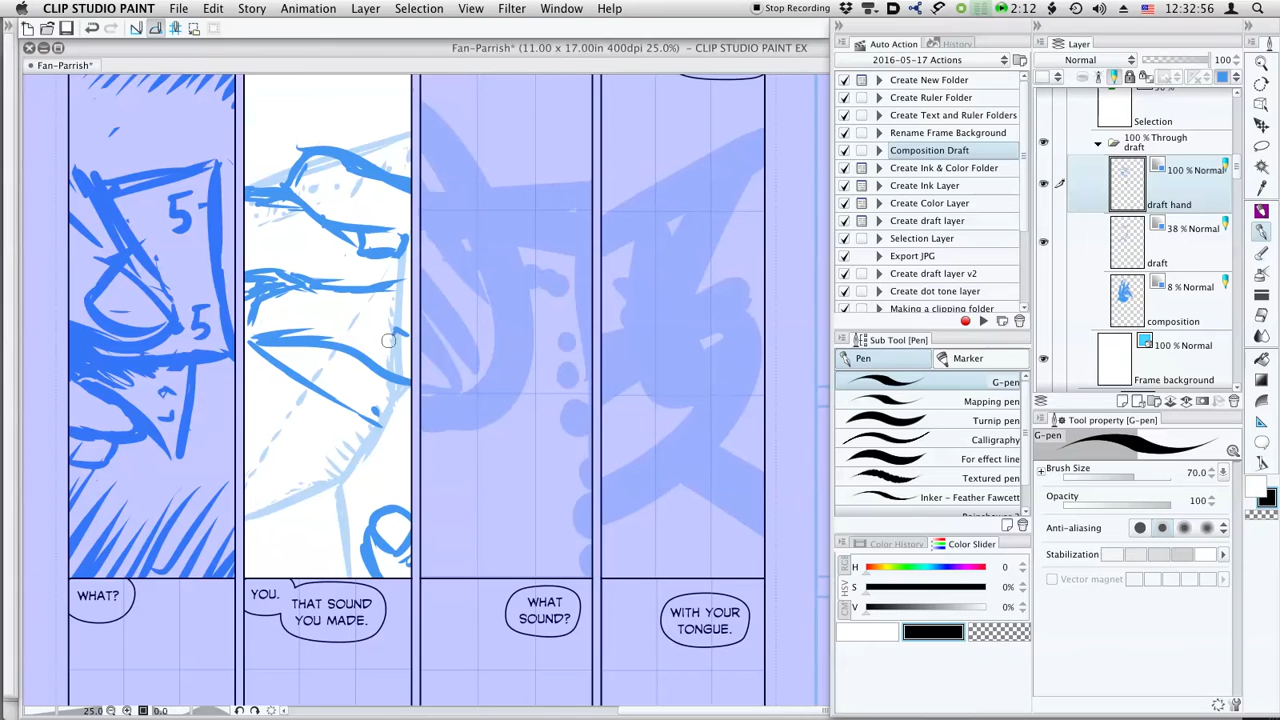 CLIP STUDIO PAINT File Edit Story Animation Layer Selection View Filter Window Help Stop Recording 2:12 12:32:56
Fan-Parrish* (11.00 x 17.00in 400dpi 25.0%) - CLIP STUDIO PAINT EX
Fan-Parrish*
5
5
WHAT?
YOU.
THAT SOUND
YOU MADE.
WHAT
SOUND?
WITH YOUR
TONGUE.
25.0
0.0
Auto Action
History
2016-05-17 Actions
Create New Folder
Create Ruler Folder
Create Text and Ruler Folders
Rename Frame Background
Composition Draft
Create Ink & Color Folder
Create Ink Layer
Create Color Layer
Create draft layer
Selection Layer
Export JPG
Create draft layer v2
Create dot tone layer
Making a clipping folder
Sub Tool [Pen]
Pen
Marker
G-pen
Mapping pen
Turnip pen
Calligraphy
For effect line
Textured pen
Inker - Feather Fawcett
Color History
Color Slider
RGB
HSV
H 0
S 0%
V 0%
Layer
Normal
100
Selection
100 % Through
draft
100 % Normal
draft hand
38 % Normal
draft
8 % Normal
composition
100 % Normal
Frame background
Tool property [G-pen]
G-pen
Brush Size 70.0
Opacity 100
Anti-aliasing
Stabilization
Vector magnet